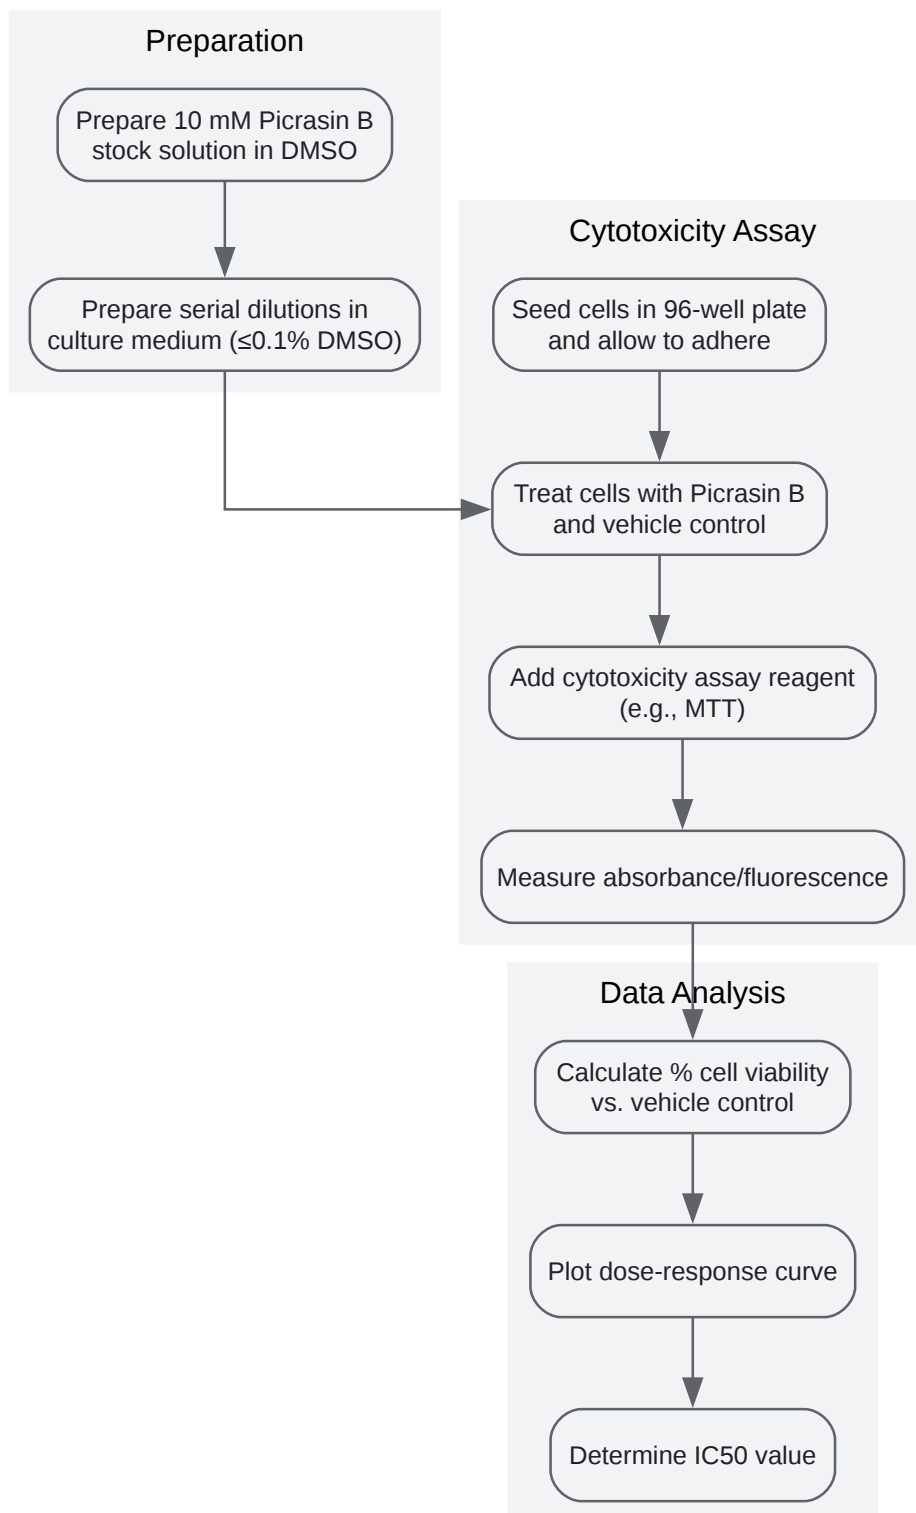 Preparation
Prepare 10 mM Picrasin B
stock solution in DMSO
Prepare serial dilutions in
culture medium (≤0.1% DMSO)
Cytotoxicity Assay
Seed cells in 96-well plate
and allow to adhere
Treat cells with Picrasin B
and vehicle control
Add cytotoxicity assay reagent
(e.g., MTT)
Measure absorbance/fluorescence
Data Analysis
Calculate % cell viability
vs. vehicle control
Plot dose-response curve
Determine IC50 value